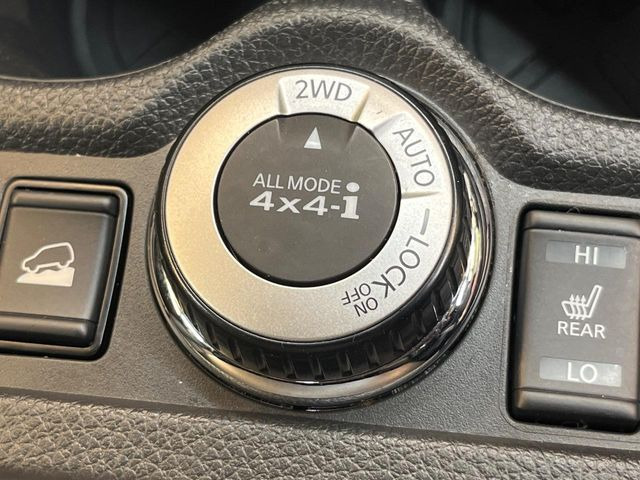 2WD
AUTO
LOCK
ON
OFF
ALL MODE
4x4-i
HI
REAR
LO